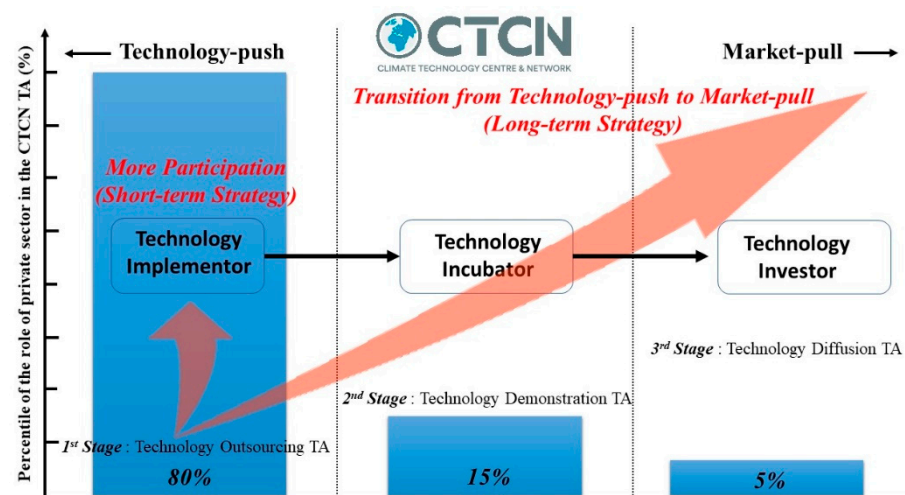 Percentile of the role of private sector in the CTCN TA (%)
Technology-push
CTCN
CLIMATE TECHNOLOGY CENTRE & NETWORK
Market-pull
Transition from Technology-push to Market-pull
(Long-term Strategy)
More Participation
(Short-term Strategy)
Technology
Implementor
Technology
Incubator
Technology
Investor
3rd Stage : Technology Diffusion TA
2nd Stage : Technology Demonstration TA
1st Stage : Technology Outsourcing TA
80%
15%
5%